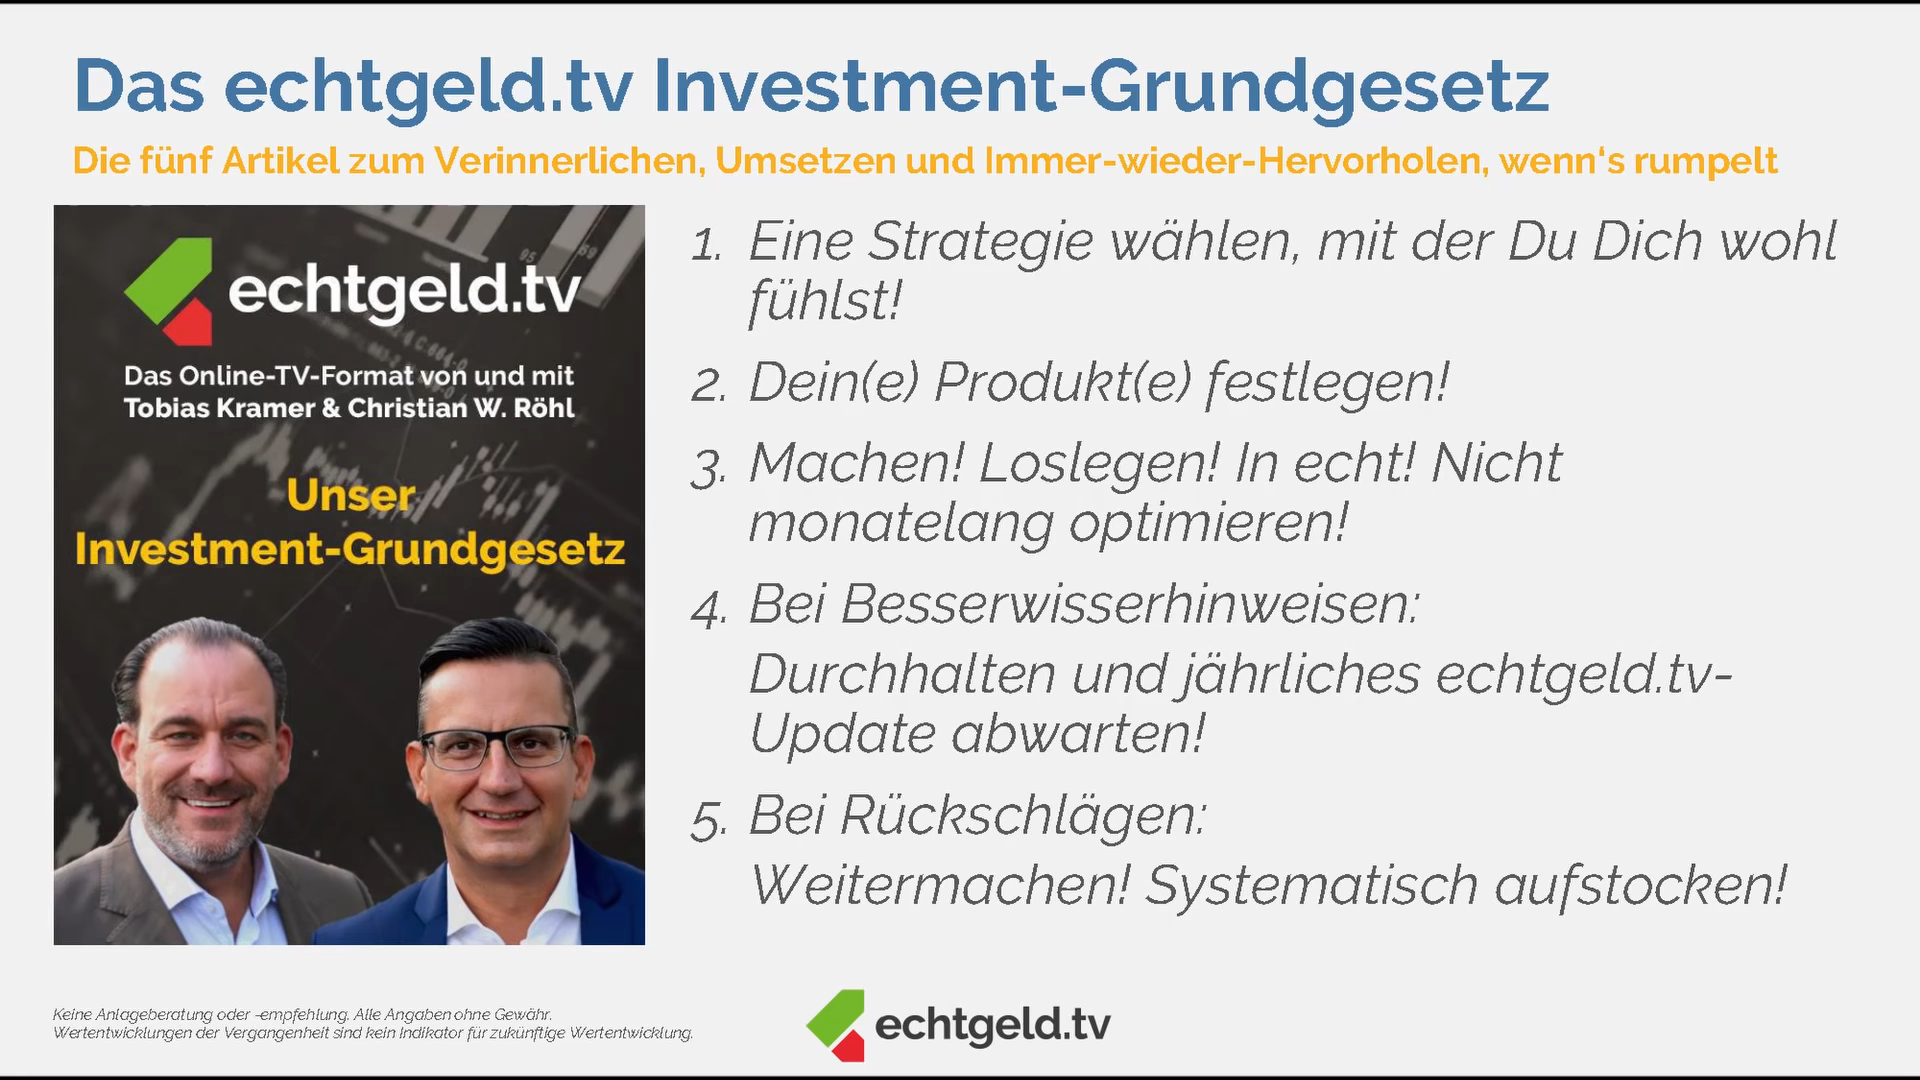 Das echtgeld.tv Investment-Grundgesetz
Die fünf Artikel zum Verinnerlichen, Umsetzen und Immer-wieder-Hervorholen, wenn‘s rumpelt
echtgeld.tv
Das Online-TV-Format von und mit
Tobias Kramer & Christian W. Röhl
Unser
Investment-Grundgesetz
1. Eine Strategie wählen, mit der Du Dich wohl
fühlst!
2. Dein(e) Produkt(e) festlegen!
3. Machen! Loslegen! In echt! Nicht
monatelang optimieren!
4. Bei Besserwisserhinweisen:
Durchhalten und jährliches echtgeld.tv-
Update abwarten!
5. Bei Rückschlägen:
Weitermachen! Systematisch aufstocken!
Keine Anlageberatung oder -empfehlung. Alle Angaben ohne Gewähr.
Wertentwicklungen der Vergangenheit sind kein Indikator für zukünftige Wertentwicklung.
echtgeld.tv